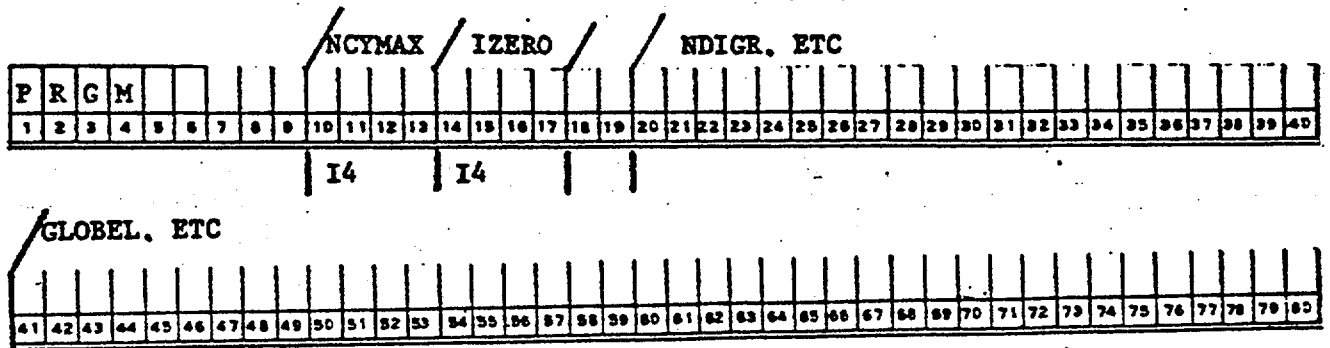 NCYMAX IZERO NDIGR. ETC
P R G M
1 2 3 4 5 6 7 8 9 10 11 12 13 14 15 16 17 18 19 20 21 22 23 24 25 26 27 28 29 30 31 32 33 34 35 36 37 38 39 40
I4 I4
GLOBEL. ETC
41 42 43 44 45 46 47 48 49 50 51 52 53 54 55 56 57 58 59 60 61 62 63 64 65 66 67 68 69 70 71 72 73 74 75 76 77 78 79 80